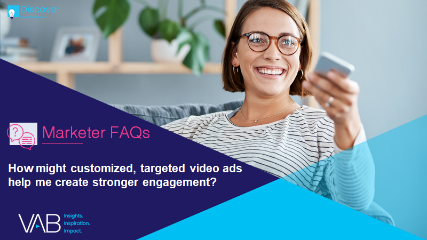 Marketer FAQs
How might customized, targeted video ads
help me create stronger engagement?
VAB
Insights.
Inspiration.
Impact.